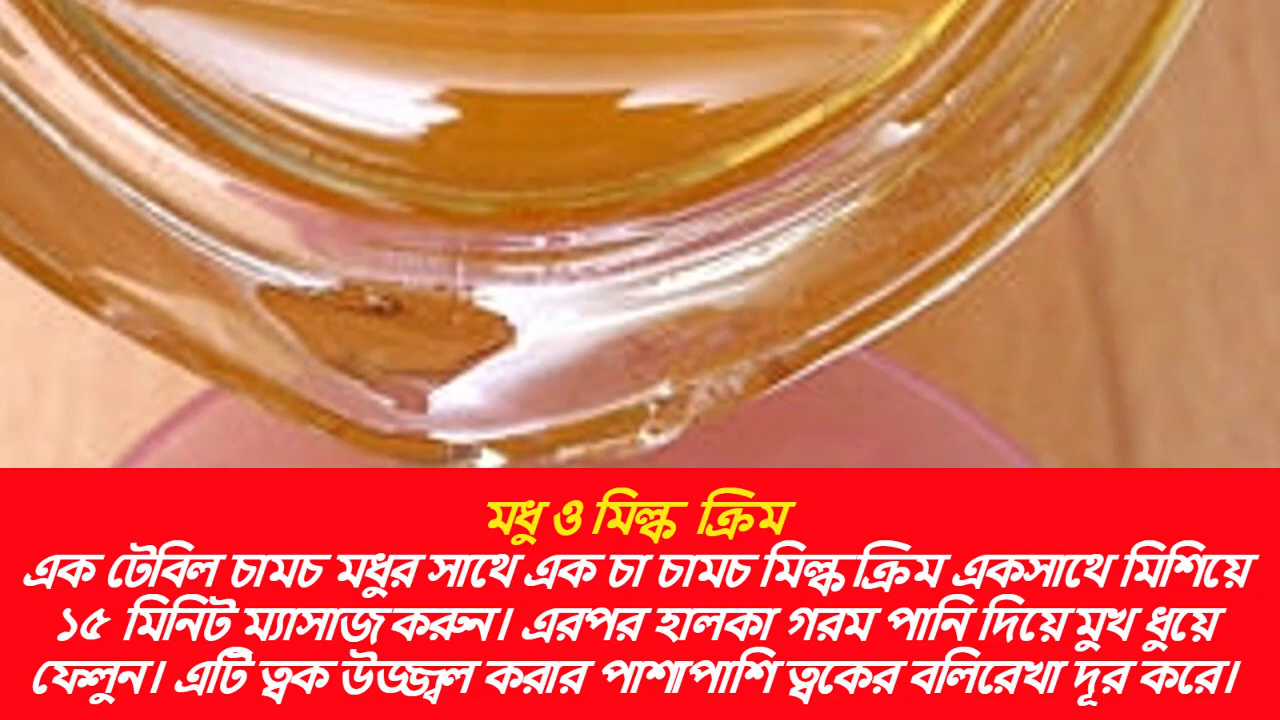 মধু ও মিল্ক ক্রিম
এক টেবিল চামচ মধুর সাথে এক চা চামচ মিল্ক ক্রিম একসাথে মিশিয়ে
১৫ মিনিট ম্যাসাজ করুন। এরপর হালকা গরম পানি দিয়ে মুখ ধুয়ে
ফেলুন। এটি ত্বক উজ্জ্বল করার পাশাপাশি ত্বকের বলিরেখা দূর করে।